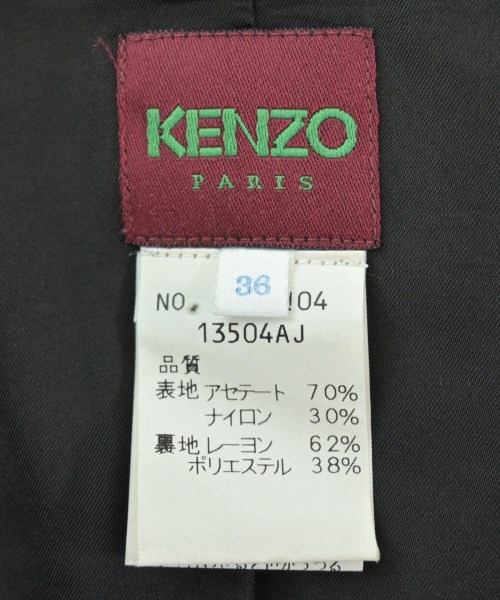 KENZO
PARIS
36
NO. !04
13504AJ
品質
表地 アセテート 70%
ナイロン 30%
裏地 レーヨン 62%
ポリエステル 38%